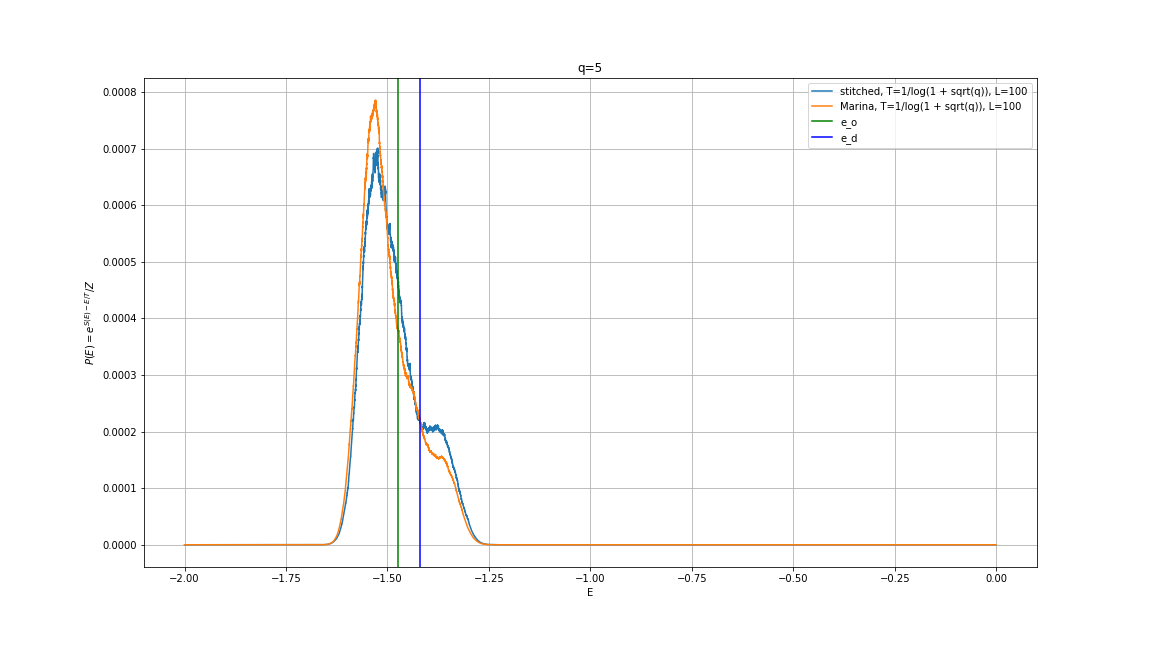 q=5
stitched, T=1/log(1 + sqrt(q)), L=100
Marina, T=1/log(1 + sqrt(q)), L=100
e_o
e_d
0.0008
0.0007
0.0006
0.0005
0.0004
0.0003
0.0002
0.0001
0.0000
P(E) = e^{S(E) − E/T}/Z
−2.00 −1.75 −1.50 −1.25 −1.00 −0.75 −0.50 −0.25 0.00
E